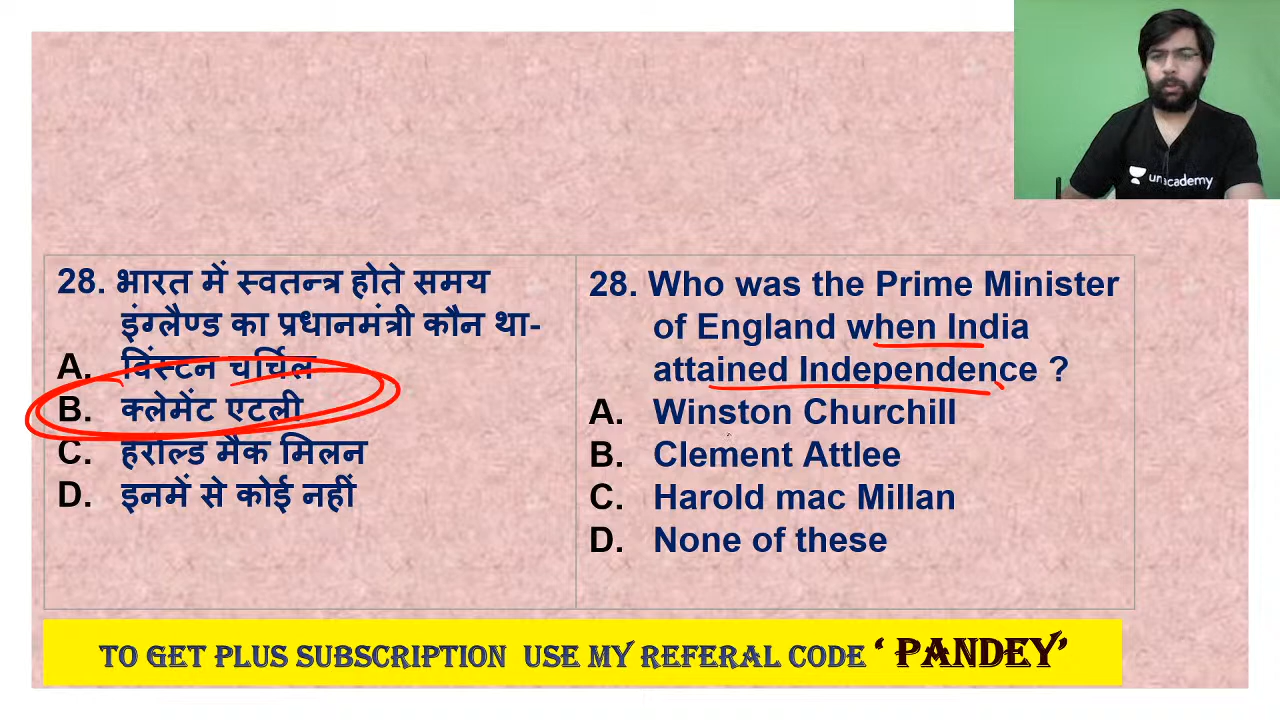 unacademy
28. भारत में स्वतन्त्र होते समय
इंग्लैण्ड का प्रधानमंत्री कौन था-
A. विंस्टन चर्चिल
B. क्लेमेंट एटली
C. हरोल्ड मैक मिलन
D. इनमें से कोई नहीं
28. Who was the Prime Minister
of England when India
attained Independence ?
A. Winston Churchill
B. Clement Attlee
C. Harold mac Millan
D. None of these
TO GET PLUS SUBSCRIPTION USE MY REFERAL CODE ‘ PANDEY’